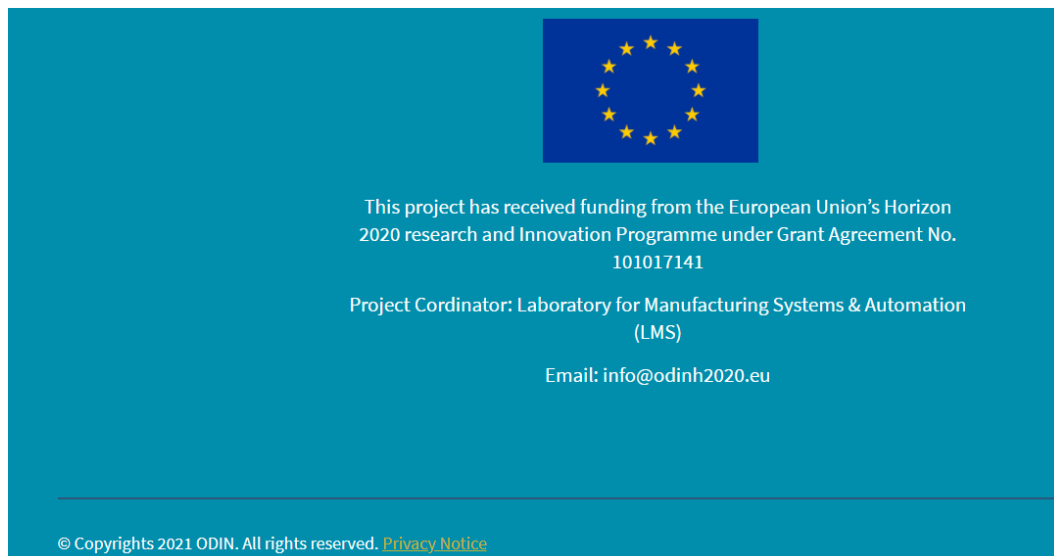 This project has received funding from the European Union’s Horizon
2020 research and Innovation Programme under Grant Agreement No.
101017141
Project Cordinator: Laboratory for Manufacturing Systems & Automation
(LMS)
Email: info@odinh2020.eu
© Copyrights 2021 ODIN. All rights reserved. Privacy Notice